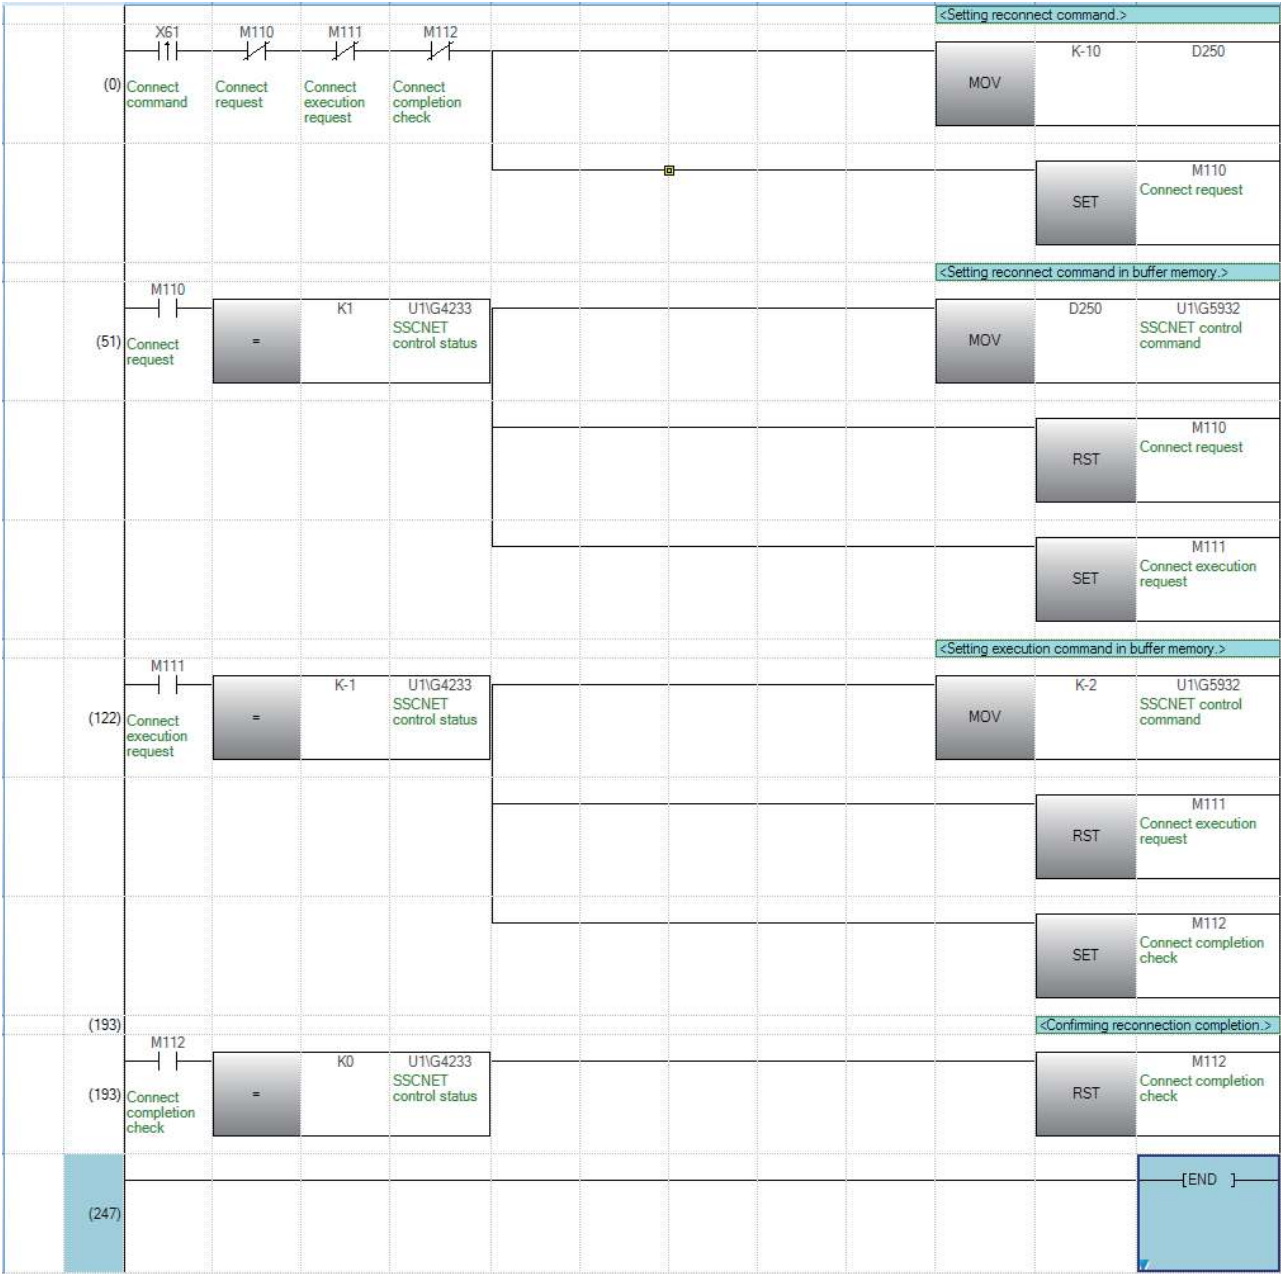 <Setting reconnect command.>
X61 M110 M111 M112
K-10 D250
(0)
MOV
Connect command
Connect request
Connect execution request
Connect completion check
M110
SET
Connect request
<Setting reconnect command in buffer memory.>
M110
K1 U1\G4233
D250 U1\G5932
(51)
Connect request
=
SSCNET control status
MOV
SSCNET control command
M110
RST
Connect request
M111
SET
Connect execution request
<Setting execution command in buffer memory.>
M111
K-1 U1\G4233
K-2 U1\G5932
(122)
Connect execution request
=
SSCNET control status
MOV
SSCNET control command
M111
RST
Connect execution request
M112
SET
Connect completion check
(193)
<Confirming reconnection completion.>
M112
K0 U1\G4233
M112
(193)
Connect completion check
=
SSCNET control status
RST
Connect completion check
(247)
[END ]